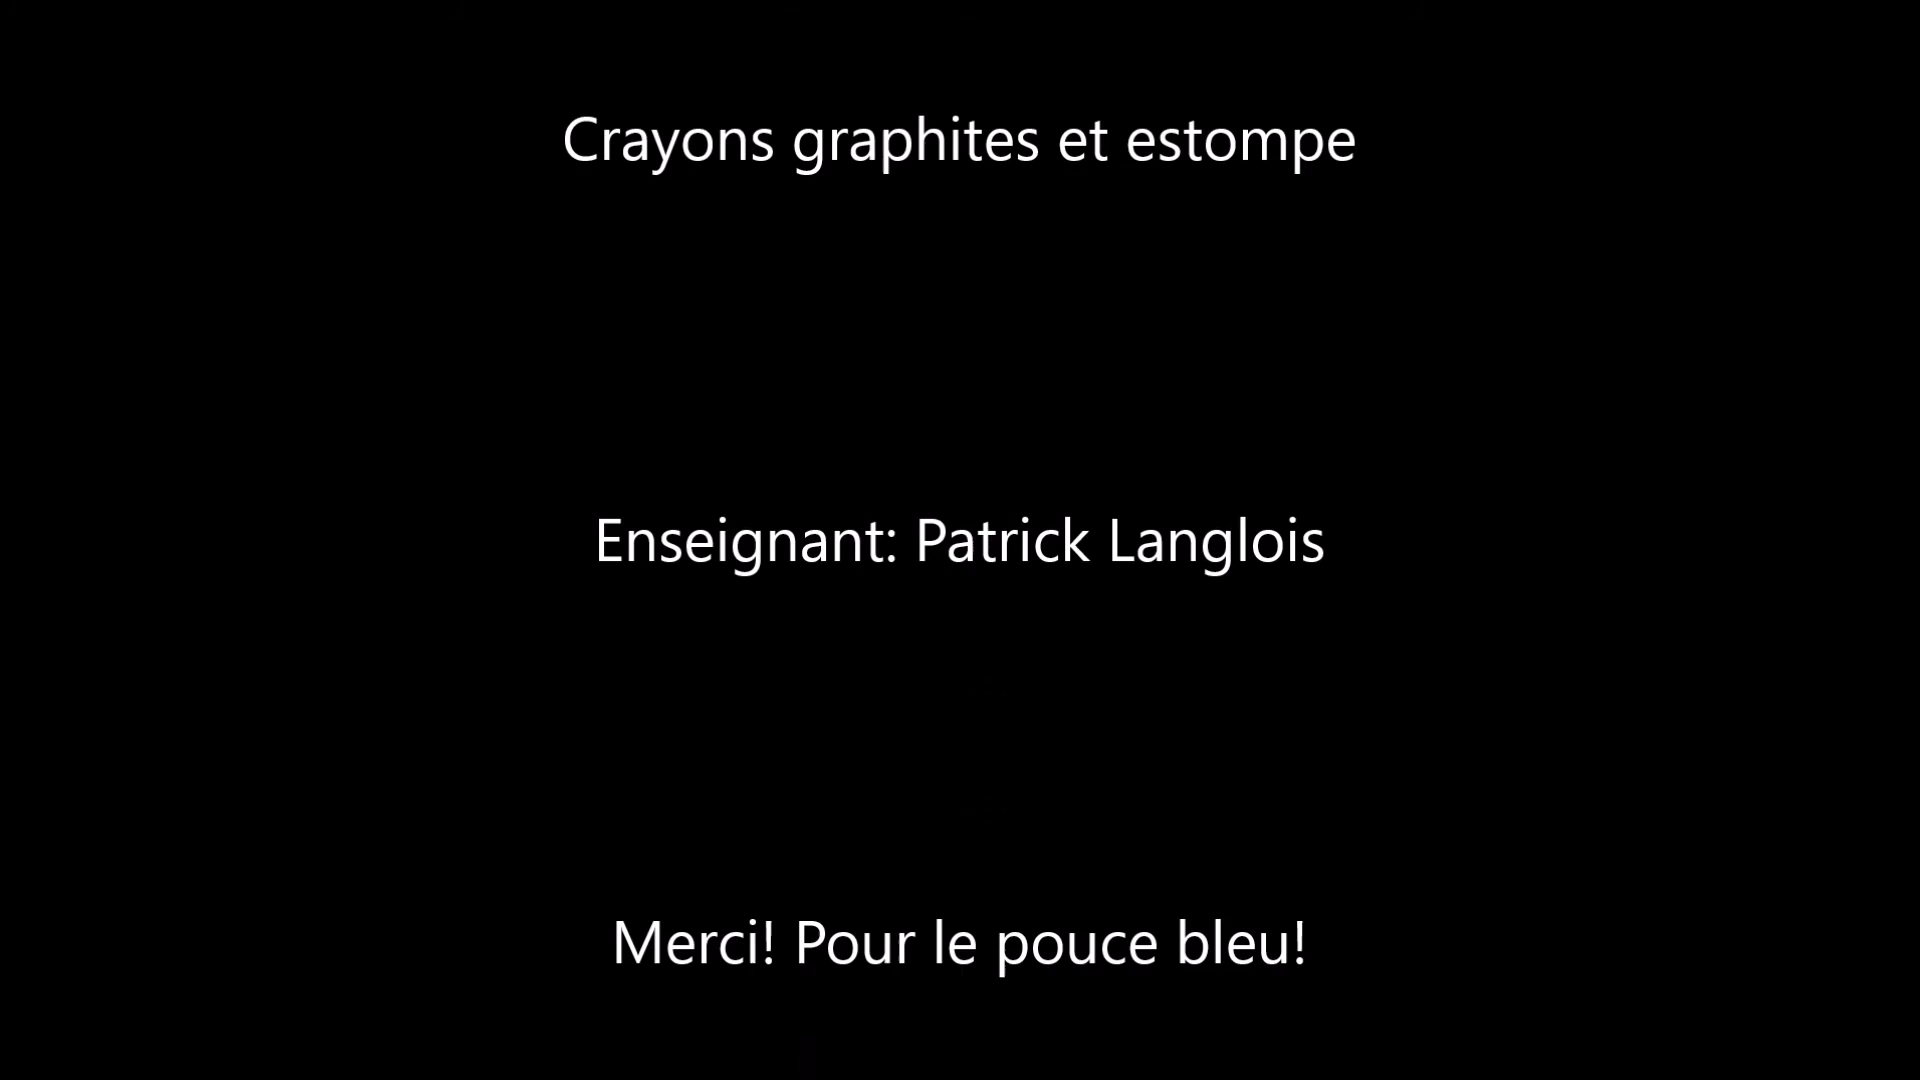 Crayons graphites et estompe
Enseignant: Patrick Langlois
Merci! Pour le pouce bleu!